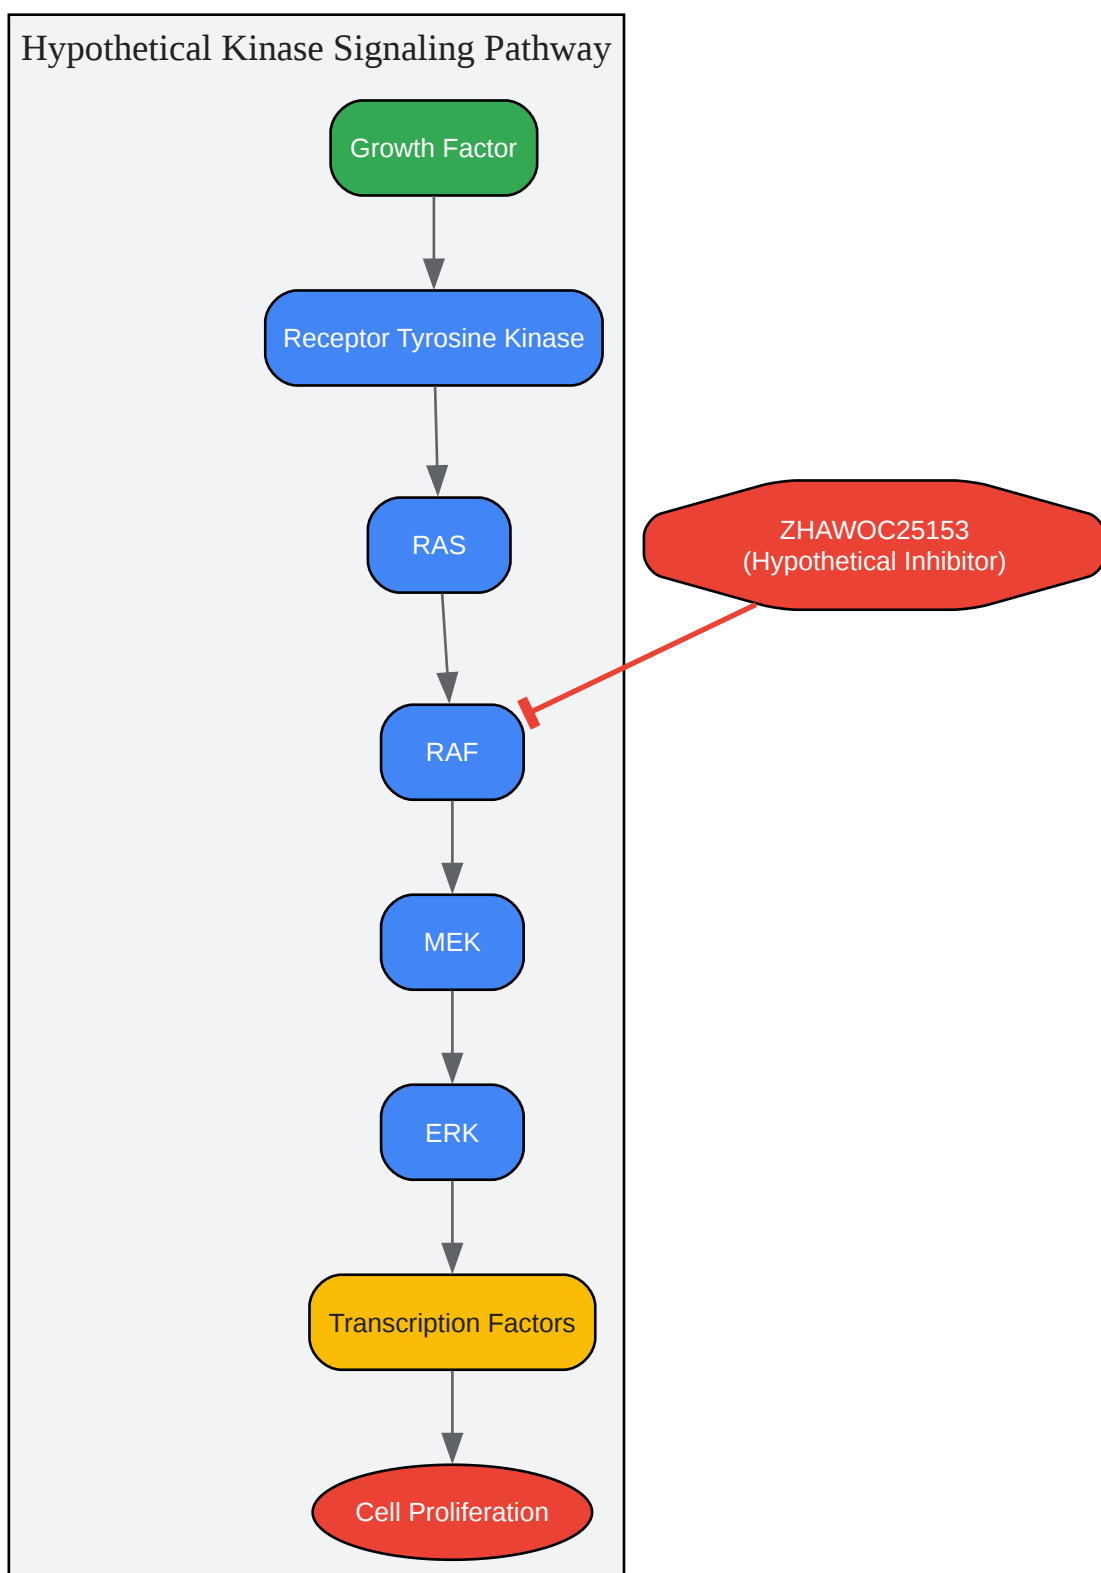 Hypothetical Kinase Signaling Pathway
Growth Factor
Receptor Tyrosine Kinase
RAS
ZHAWOC25153
(Hypothetical Inhibitor)
RAF
MEK
ERK
Transcription Factors
Cell Proliferation